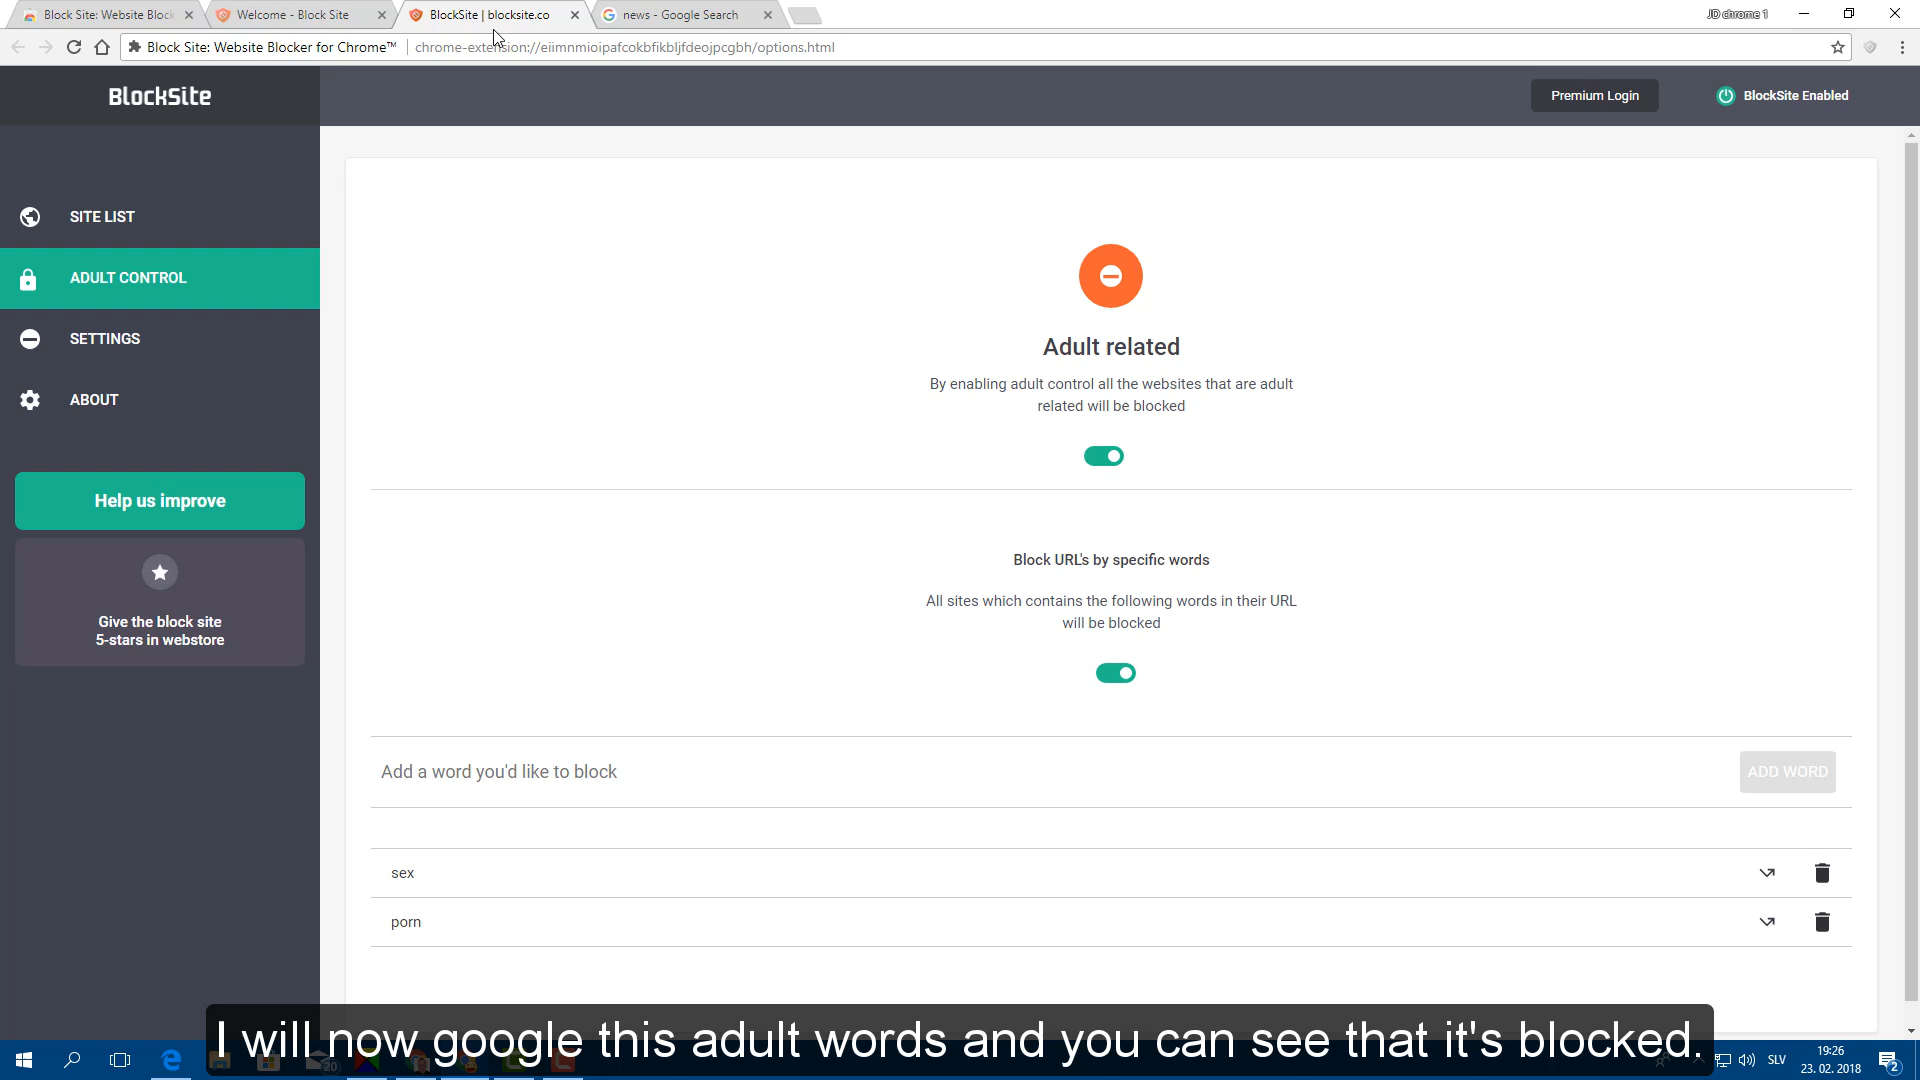 Block Site: Website Block
Welcome - Block Site
BlockSite | blocksite.co
news - Google Search
JD chrome 1
Block Site: Website Blocker for Chrome™
chrome-extension://eiimnmioipafcokbfikbljfdeojpcgbh/options.html
BlockSite
Premium Login
BlockSite Enabled
SITE LIST
ADULT CONTROL
SETTINGS
ABOUT
Help us improve
Give the block site
5-stars in webstore
Adult related
By enabling adult control all the websites that are adult
related will be blocked
Block URL's by specific words
All sites which contains the following words in their URL
will be blocked
Add a word you'd like to block
ADD WORD
sex
porn
I will now google this adult words and you can see that it's blocked.
20
SLV
19:26
23. 02. 2018
2